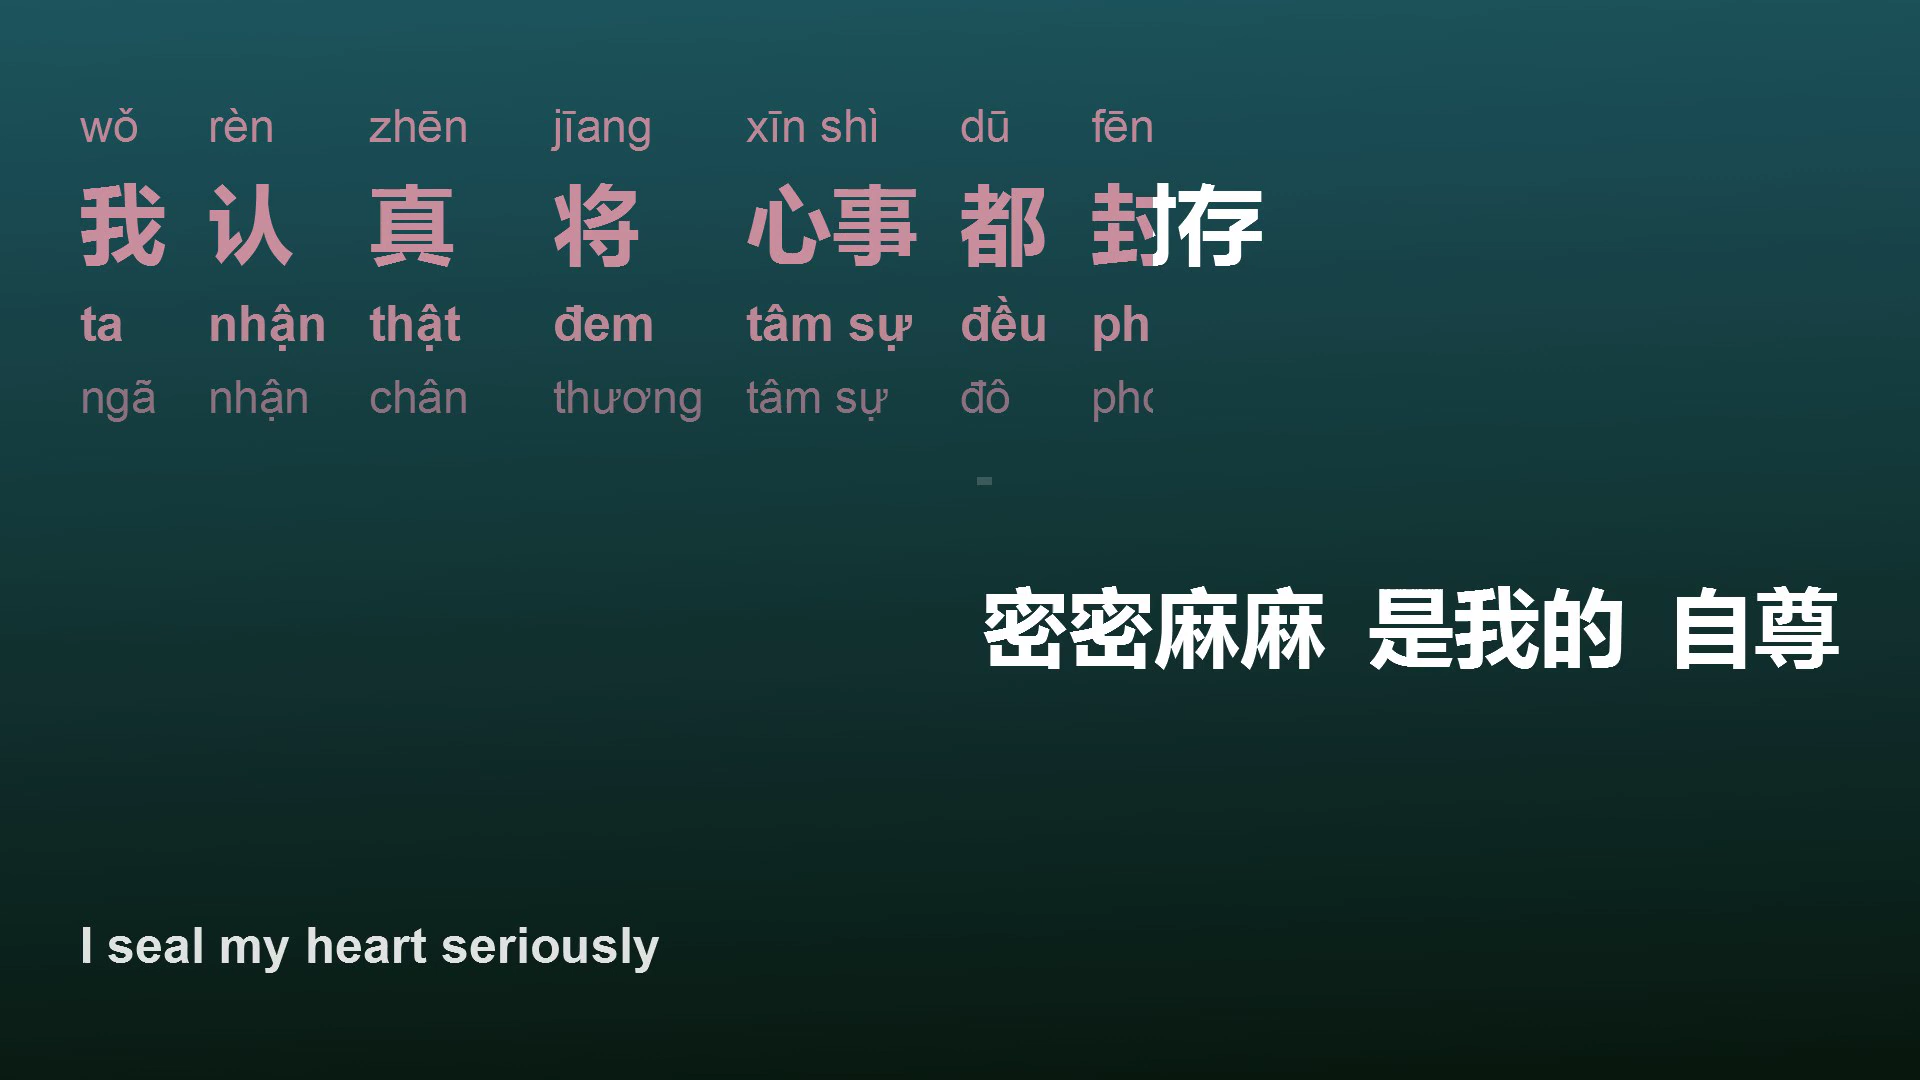 wǒ rèn zhēn jīang xīn shì dū fēn
我 认 真 将 心事 都 封存
ta nhận thật đem tâm sự đều ph
ngã nhận chân thương tâm sự đô pho
密密麻麻 是我的 自尊
I seal my heart seriously